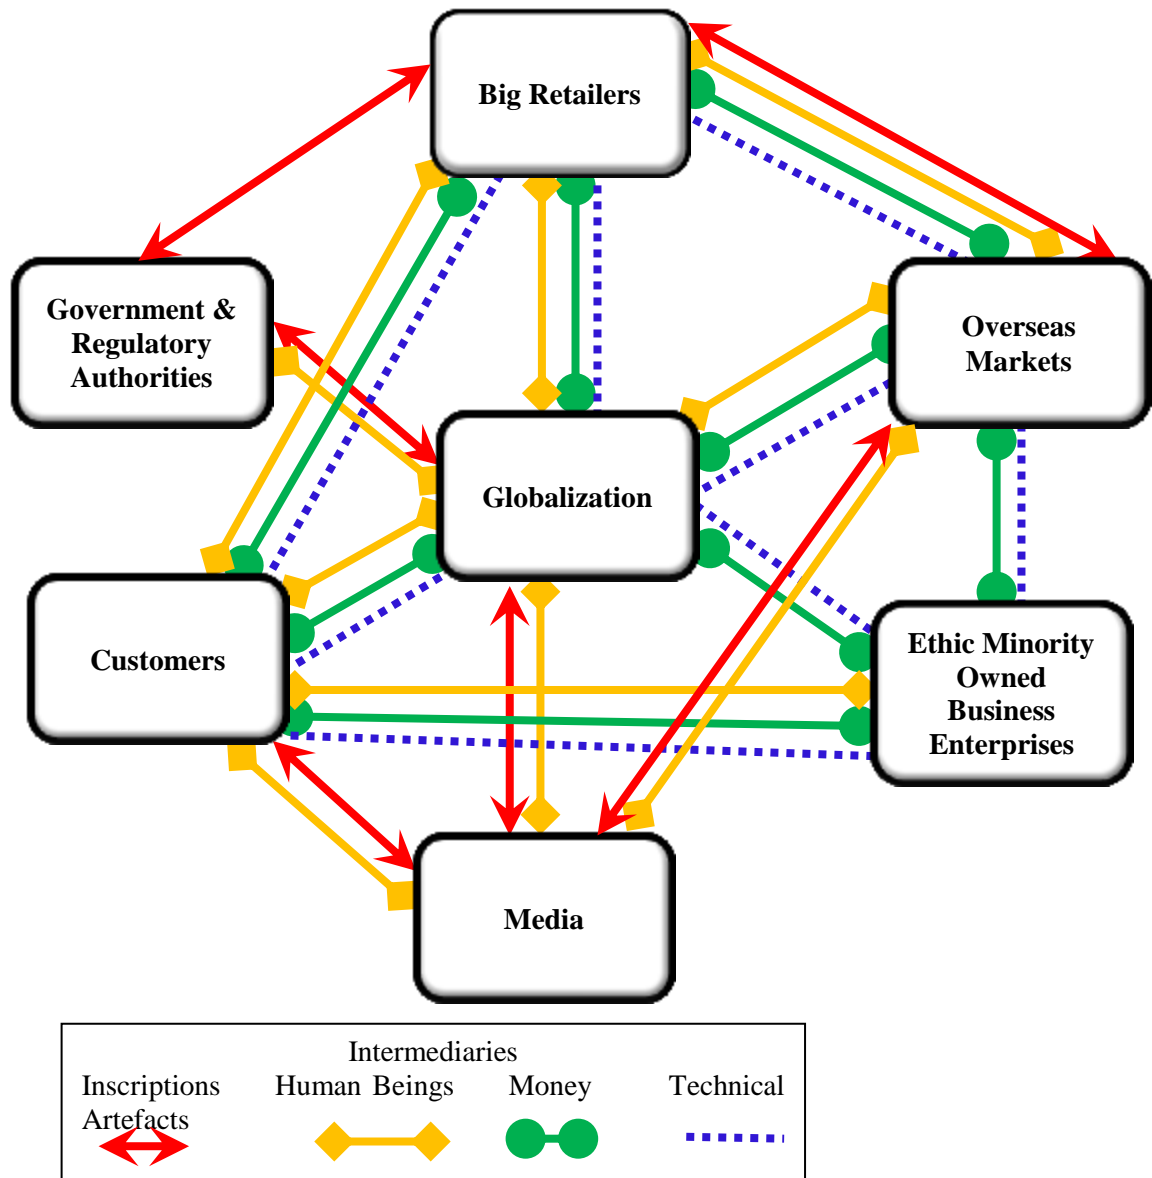 Big Retailers
Government &
Regulatory
Authorities
Overseas
Markets
Globalization
Customers
Ethic Minority
Owned
Business
Enterprises
Media
Intermediaries
Inscriptions Human Beings Money Technical
Artefacts